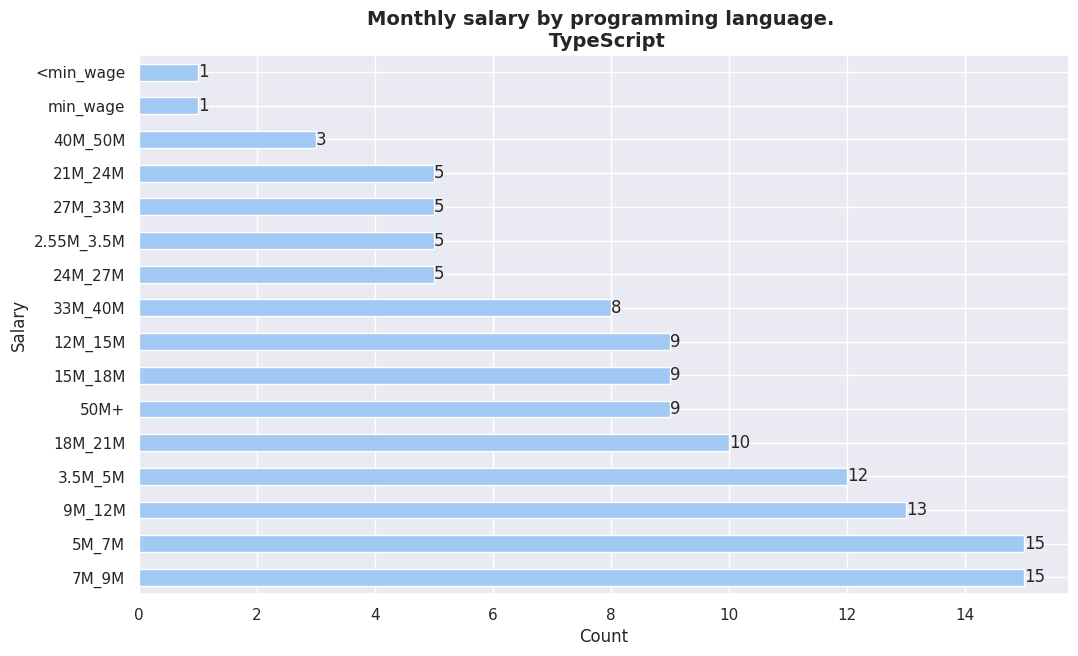 Monthly salary by programming language.
TypeScript
<min_wage 1
min_wage 1
40M_50M 3
21M_24M 5
27M_33M 5
2.55M_3.5M 5
24M_27M 5
33M_40M 8
12M_15M 9
15M_18M 9
50M+ 9
18M_21M 10
3.5M_5M 12
9M_12M 13
5M_7M 15
7M_9M 15
Salary
0 2 4 6 8 10 12 14
Count